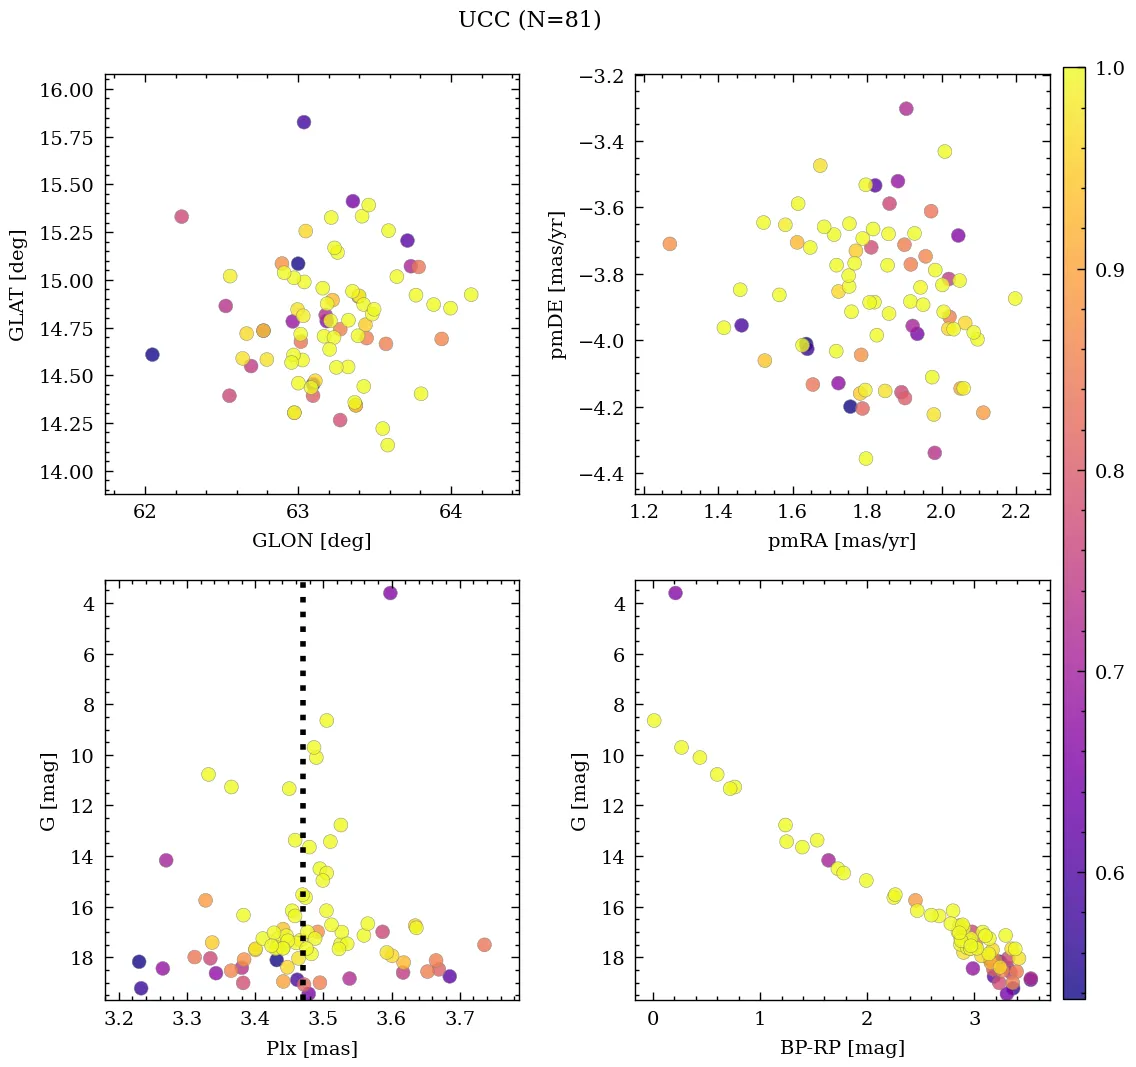 UCC (N=81)
16.00
15.75
15.50
15.25
15.00
14.75
14.50
14.25
14.00
GLAT [deg]
62 63 64
GLON [deg]
−3.2
−3.4
−3.6
−3.8
−4.0
−4.2
−4.4
pmDE [mas/yr]
1.2 1.4 1.6 1.8 2.0 2.2
pmRA [mas/yr]
4
6
8
10
12
14
16
18
G [mag]
3.2 3.3 3.4 3.5 3.6 3.7
Plx [mas]
4
6
8
10
12
14
16
18
G [mag]
0 1 2 3
BP-RP [mag]
1.0
0.9
0.8
0.7
0.6